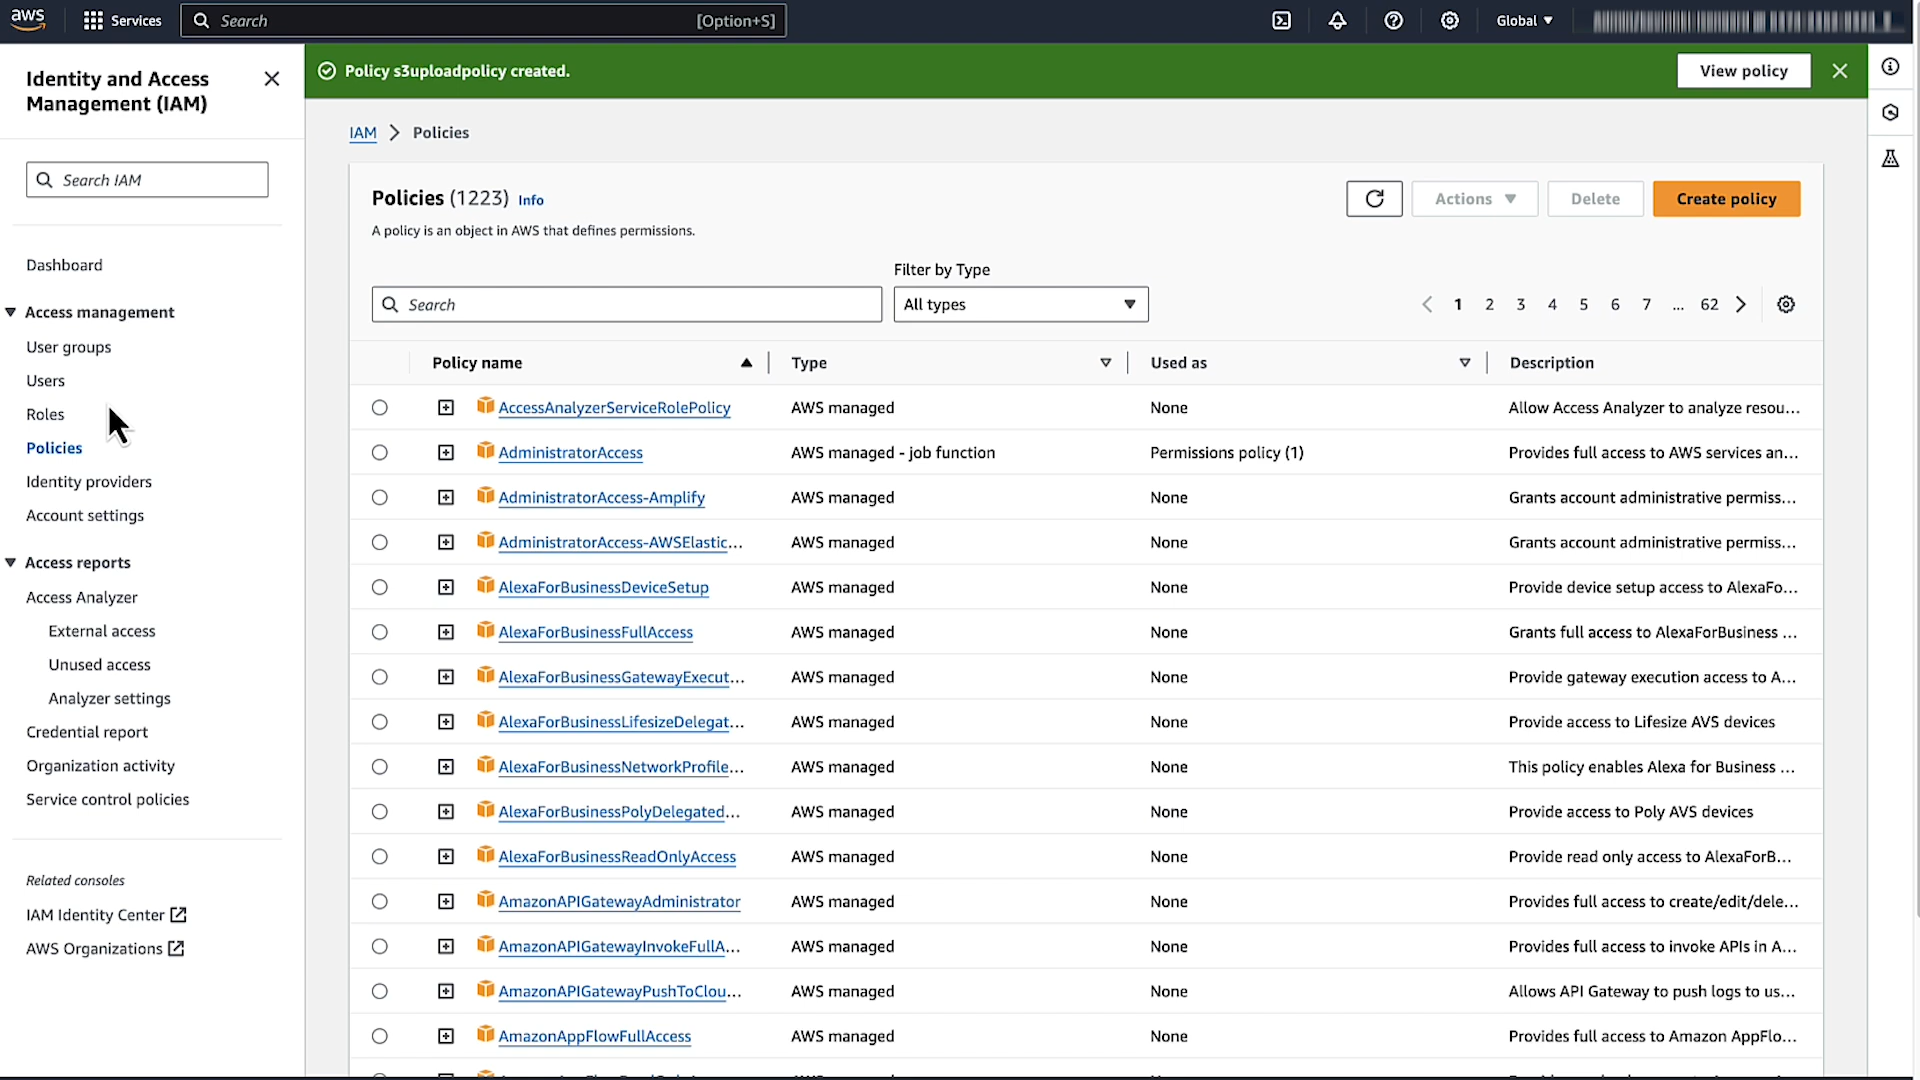 aws
Services
Search
[Option+S]
Global
Identity and Access
Management (IAM)
Search IAM
Dashboard
Access management
User groups
Users
Roles
Policies
Identity providers
Account settings
Access reports
Access Analyzer
External access
Unused access
Analyzer settings
Credential report
Organization activity
Service control policies
Related consoles
IAM Identity Center
AWS Organizations
Policy s3uploadpolicy created.
View policy
IAM > Policies
Policies (1223) Info
A policy is an object in AWS that defines permissions.
Actions
Delete
Create policy
Filter by Type
Search
All types
1 2 3 4 5 6 7 ... 62
Policy name Type Used as Description
AccessAnalyzerServiceRolePolicy AWS managed None Allow Access Analyzer to analyze resou...
AdministratorAccess AWS managed - job function Permissions policy (1) Provides full access to AWS services an...
AdministratorAccess-Amplify AWS managed None Grants account administrative permiss...
AdministratorAccess-AWSElastic... AWS managed None Grants account administrative permiss...
AlexaForBusinessDeviceSetup AWS managed None Provide device setup access to AlexaFo...
AlexaForBusinessFullAccess AWS managed None Grants full access to AlexaForBusiness ...
AlexaForBusinessGatewayExecut... AWS managed None Provide gateway execution access to A...
AlexaForBusinessLifesizeDelegat... AWS managed None Provide access to Lifesize AVS devices
AlexaForBusinessNetworkProfile... AWS managed None This policy enables Alexa for Business ...
AlexaForBusinessPolyDelegated... AWS managed None Provide access to Poly AVS devices
AlexaForBusinessReadOnlyAccess AWS managed None Provide read only access to AlexaForB...
AmazonAPIGatewayAdministrator AWS managed None Provides full access to create/edit/dele...
AmazonAPIGatewayInvokeFullA... AWS managed None Provides full access to invoke APIs in A...
AmazonAPIGatewayPushToClou... AWS managed None Allows API Gateway to push logs to us...
AmazonAppFlowFullAccess AWS managed None Provides full access to Amazon AppFlo...